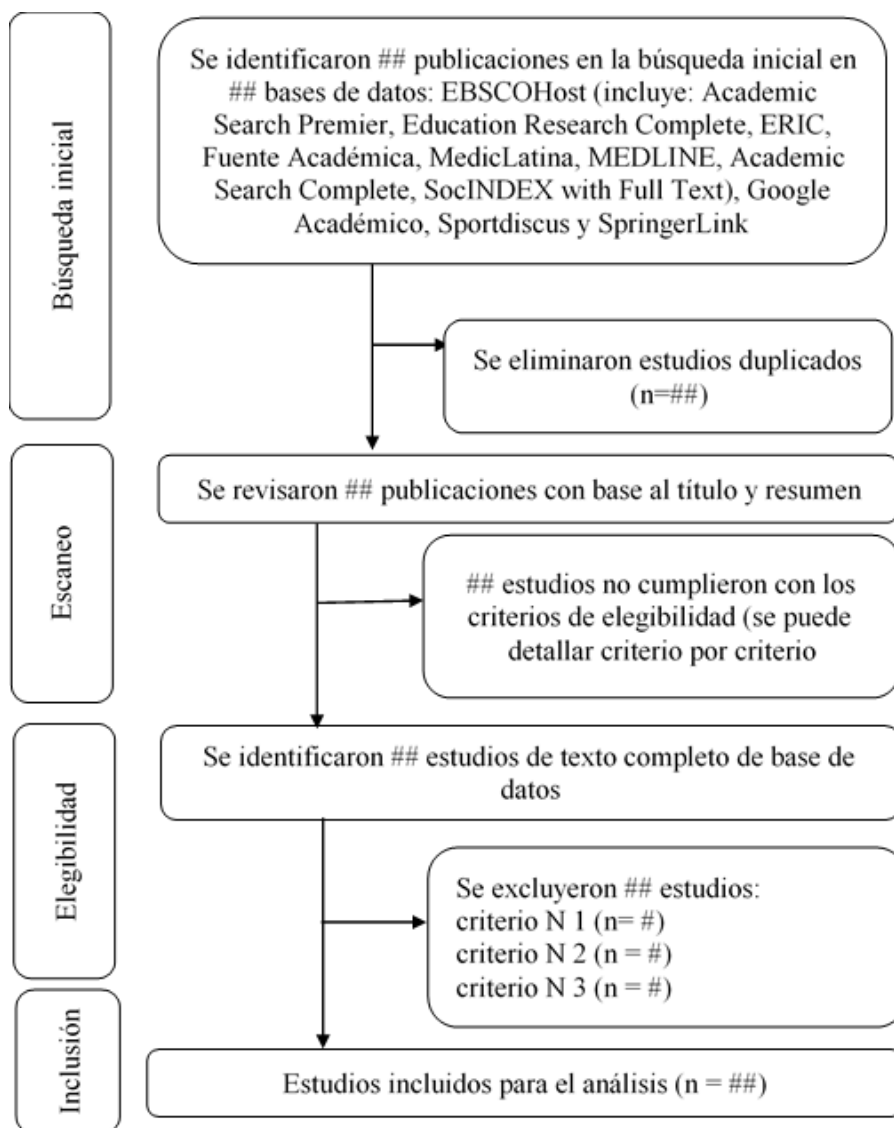 Búsqueda inicial
Se identificaron ## publicaciones en la búsqueda inicial en
## bases de datos: EBSCOHost (incluye: Academic
Search Premier, Education Research Complete, ERIC,
Fuente Académica, MedicLatina, MEDLINE, Academic
Search Complete, SocINDEX with Full Text), Google
Académico, Sportdiscus y SpringerLink
Se eliminaron estudios duplicados
(n=##)
Escaneo
Se revisaron ## publicaciones con base al título y resumen
## estudios no cumplieron con los
criterios de elegibilidad (se puede
detallar criterio por criterio
Elegibilidad
Se identificaron ## estudios de texto completo de base de
datos
Se excluyeron ## estudios:
criterio N 1 (n= #)
criterio N 2 (n = #)
criterio N 3 (n = #)
Inclusión
Estudios incluidos para el análisis (n = ##)